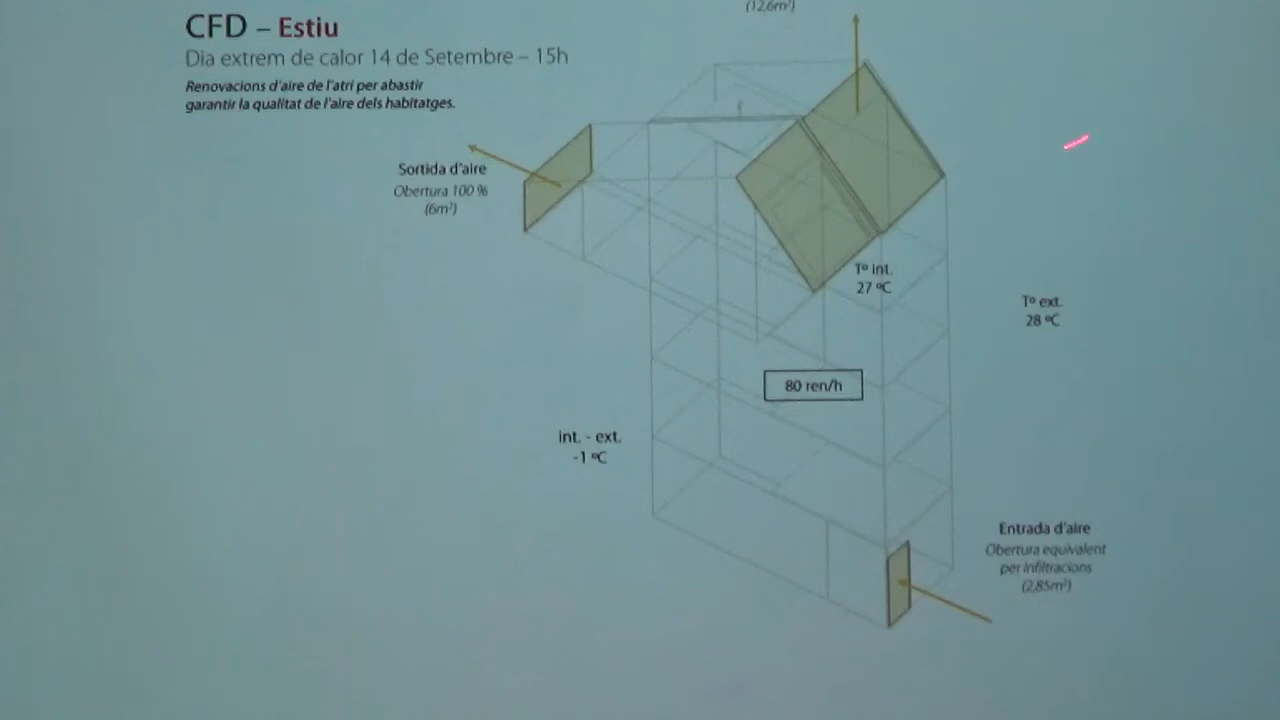 (12,6m²)
CFD – Estiu
Dia extrem de calor 14 de Setembre – 15h
Renovacions d'aire de l'atri per abastir
garantir la qualitat de l'aire dels habitatges.
Sortida d'aire
Obertura 100 %
(6m²)
Tª int.
27 ºC
Tª ext.
28 ºC
80 ren/h
int. - ext.
-1 ºC
Entrada d'aire
Obertura equivalent
per infiltracions
(2,85m²)